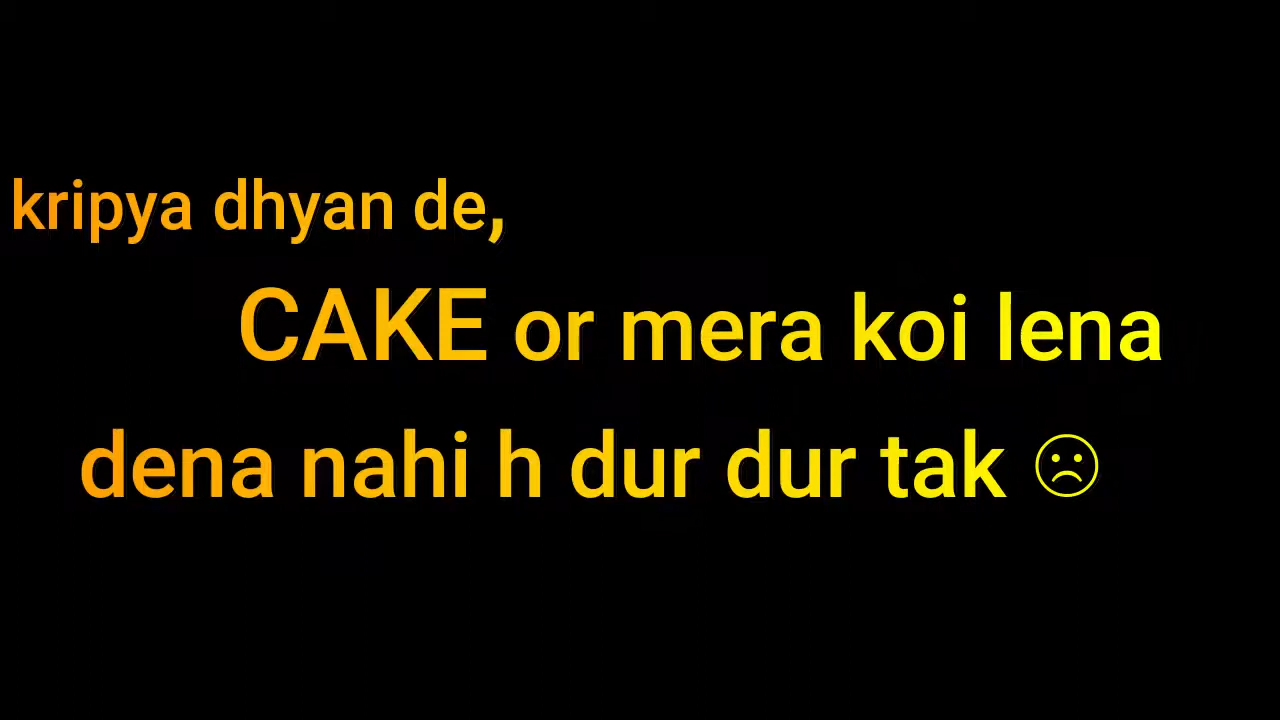 kripya dhyan de,
CAKE or mera koi lena
dena nahi h dur dur tak ☹